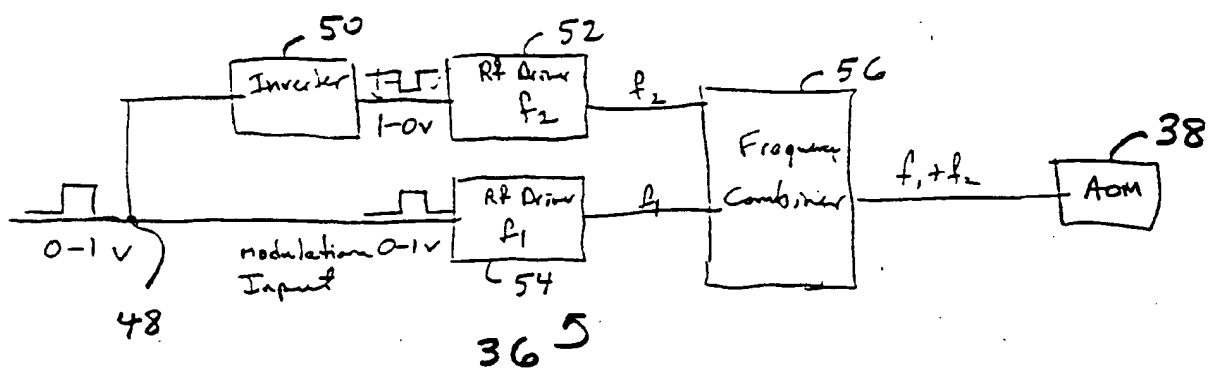 50
52
56
38
Inverter
1-0v
Rf Driver
f2
f2
Frequency
Combiner
f1+f2
AOM
0-1 v
48
Modulation
Input
0-1v
Rf Driver
f1
54
f1
36
5